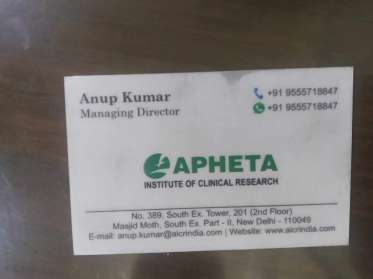 Anup Kumar
Managing Director
+91 9555718847
+91 9555718847
APHETA
INSTITUTE OF CLINICAL RESEARCH
No. 389, South Ex. Tower, 201 (2nd Floor)
Masjid Moth, South Ex. Part - II, New Delhi - 110049
E-mail: anup.kumar@aicrindia.com | Website: www.aicrindia.com